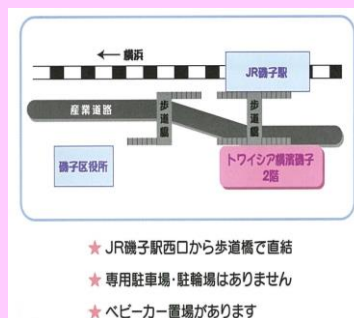 ← 横浜
JR磯子駅
産業道路
歩道橋
歩道橋
磯子区役所
トワイシア横濱磯子
2階
★ JR磯子駅西口から歩道橋で直結
★ 専用駐車場・駐輪場はありません
★ ベビーカー置場があります